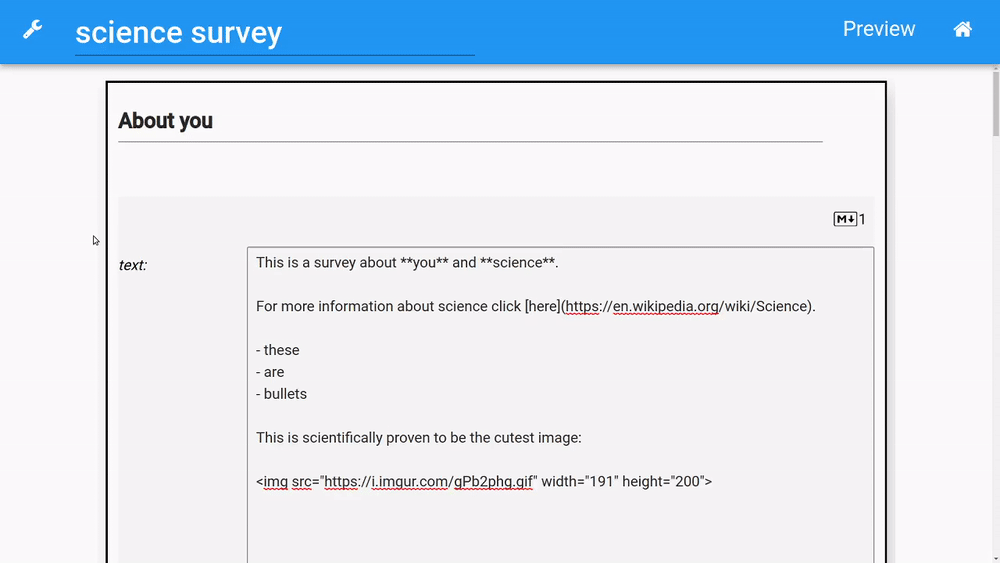 science survey
Preview
About you
M 1
text:
This is a survey about **you** and **science**.
For more information about science click [here](https://en.wikipedia.org/wiki/Science).
- these
- are
- bullets
This is scientifically proven to be the cutest image:
<img src="https://i.imgur.com/gPb2phg.gif" width="191" height="200">